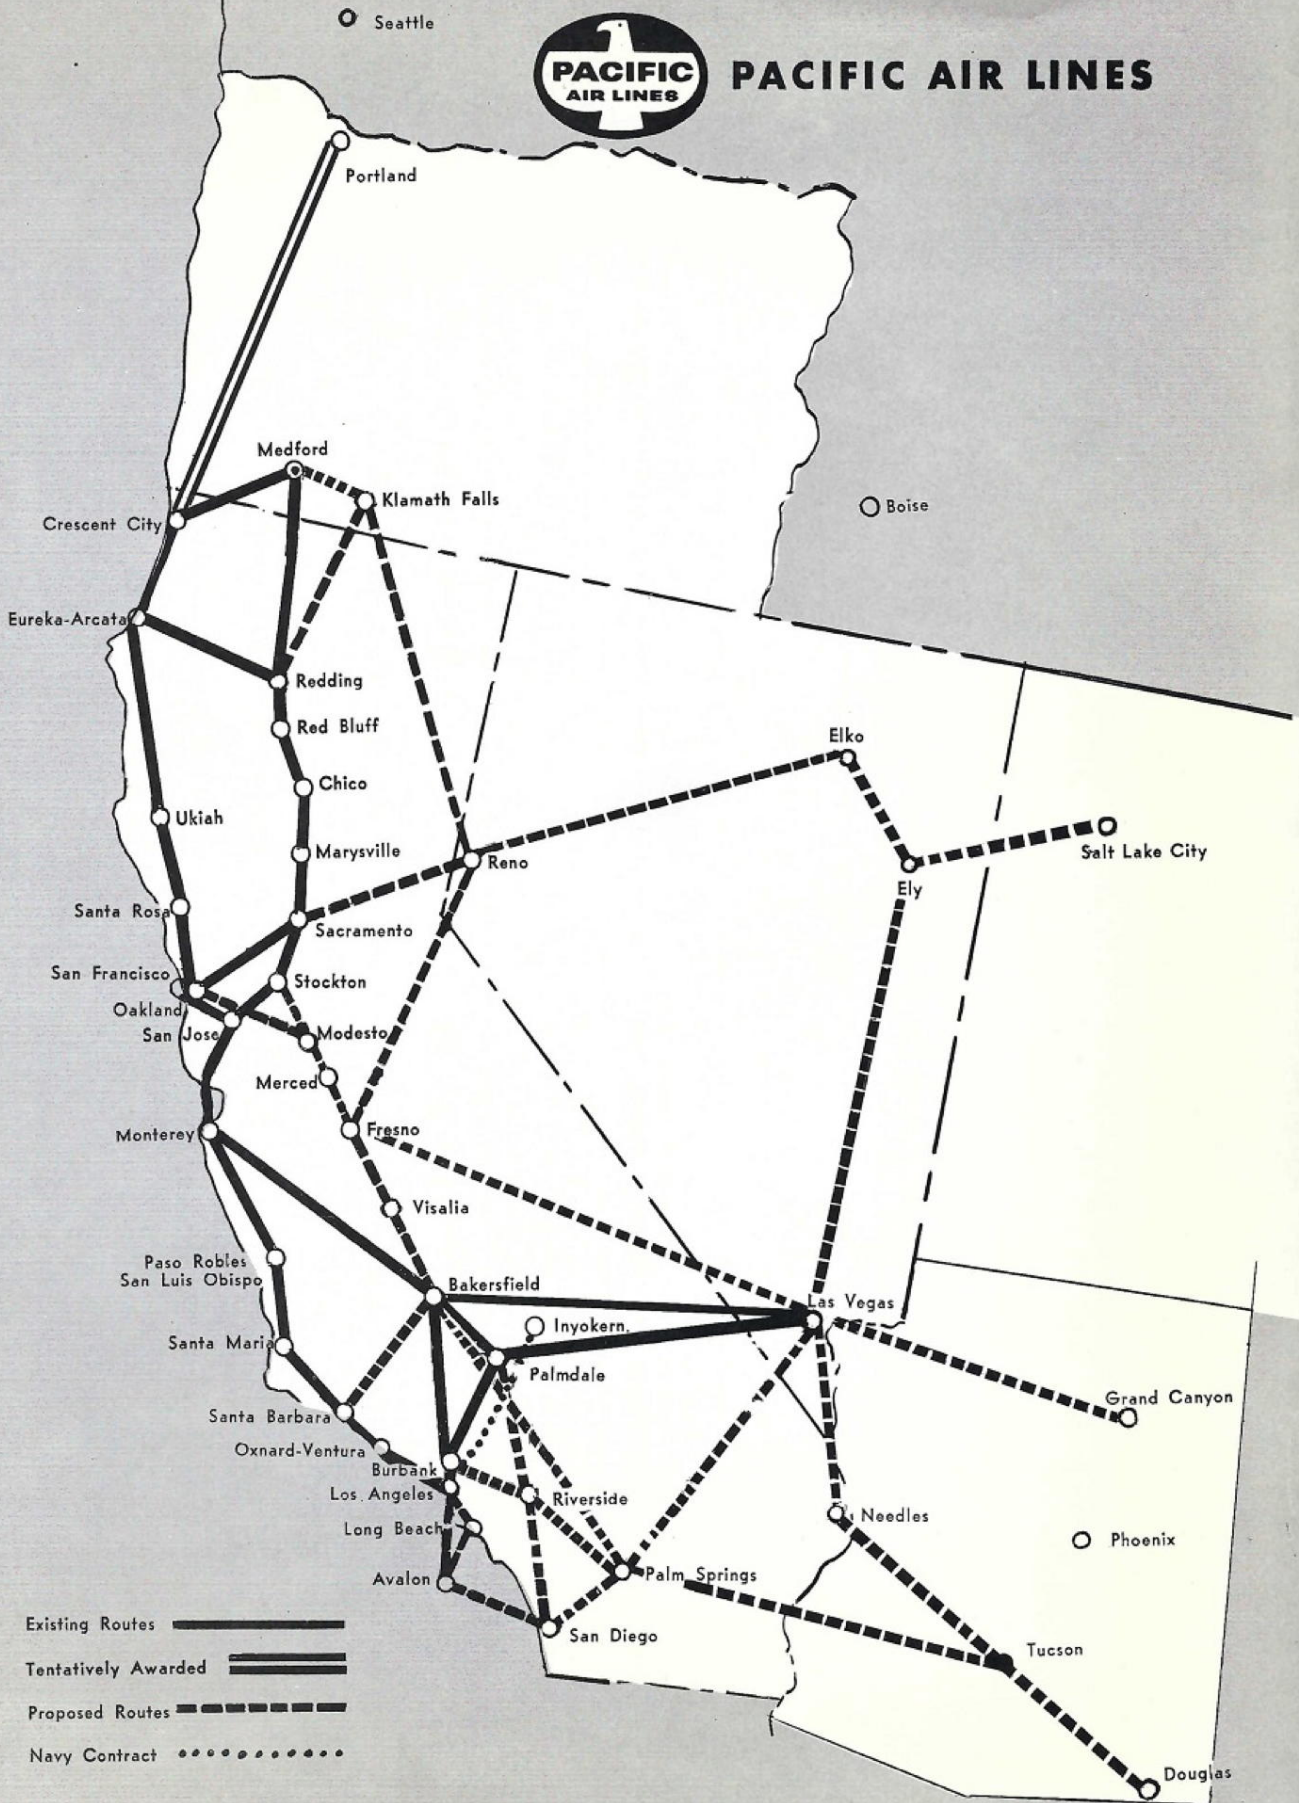 Seattle
PACIFIC
AIR LINES
PACIFIC AIR LINES
Portland
Medford
Klamath Falls
Crescent City
Boise
Eureka-Arcata
Redding
Red Bluff
Elko
Chico
Ukiah
Marysville
Salt Lake City
Reno
Ely
Santa Rosa
Sacramento
San Francisco
Stockton
Oakland
San Jose
Modesto
Merced
Fresno
Monterey
Visalia
Paso Robles
San Luis Obispo
Bakersfield
Las Vegas
Inyokern.
Santa Maria
Palmdale
Grand Canyon
Santa Barbara
Oxnard-Ventura
Burbank
Los Angeles
Riverside
Needles
Long Beach
Phoenix
Palm Springs
Avalon
San Diego
Tucson
Douglas
Existing Routes
Tentatively Awarded
Proposed Routes
Navy Contract